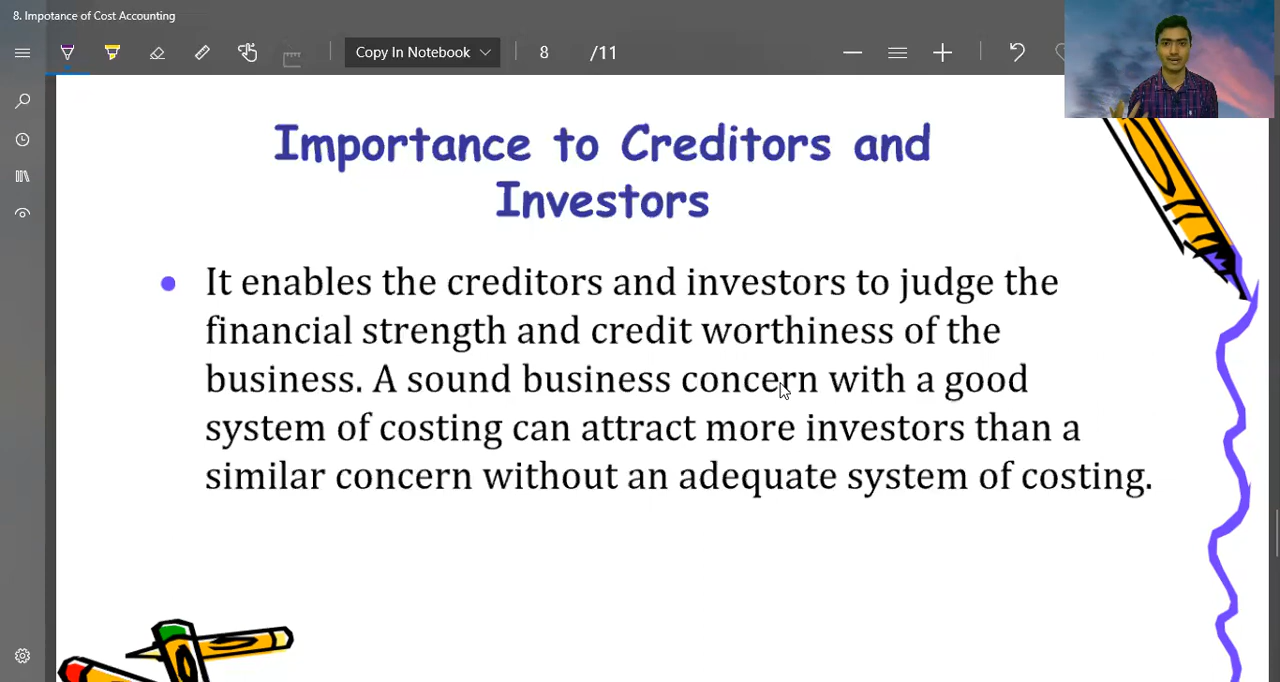 8. Impotance of Cost Accounting
Copy In Notebook
8 /11
Importance to Creditors and
Investors
It enables the creditors and investors to judge the
financial strength and credit worthiness of the
business. A sound business concern with a good
system of costing can attract more investors than a
similar concern without an adequate system of costing.